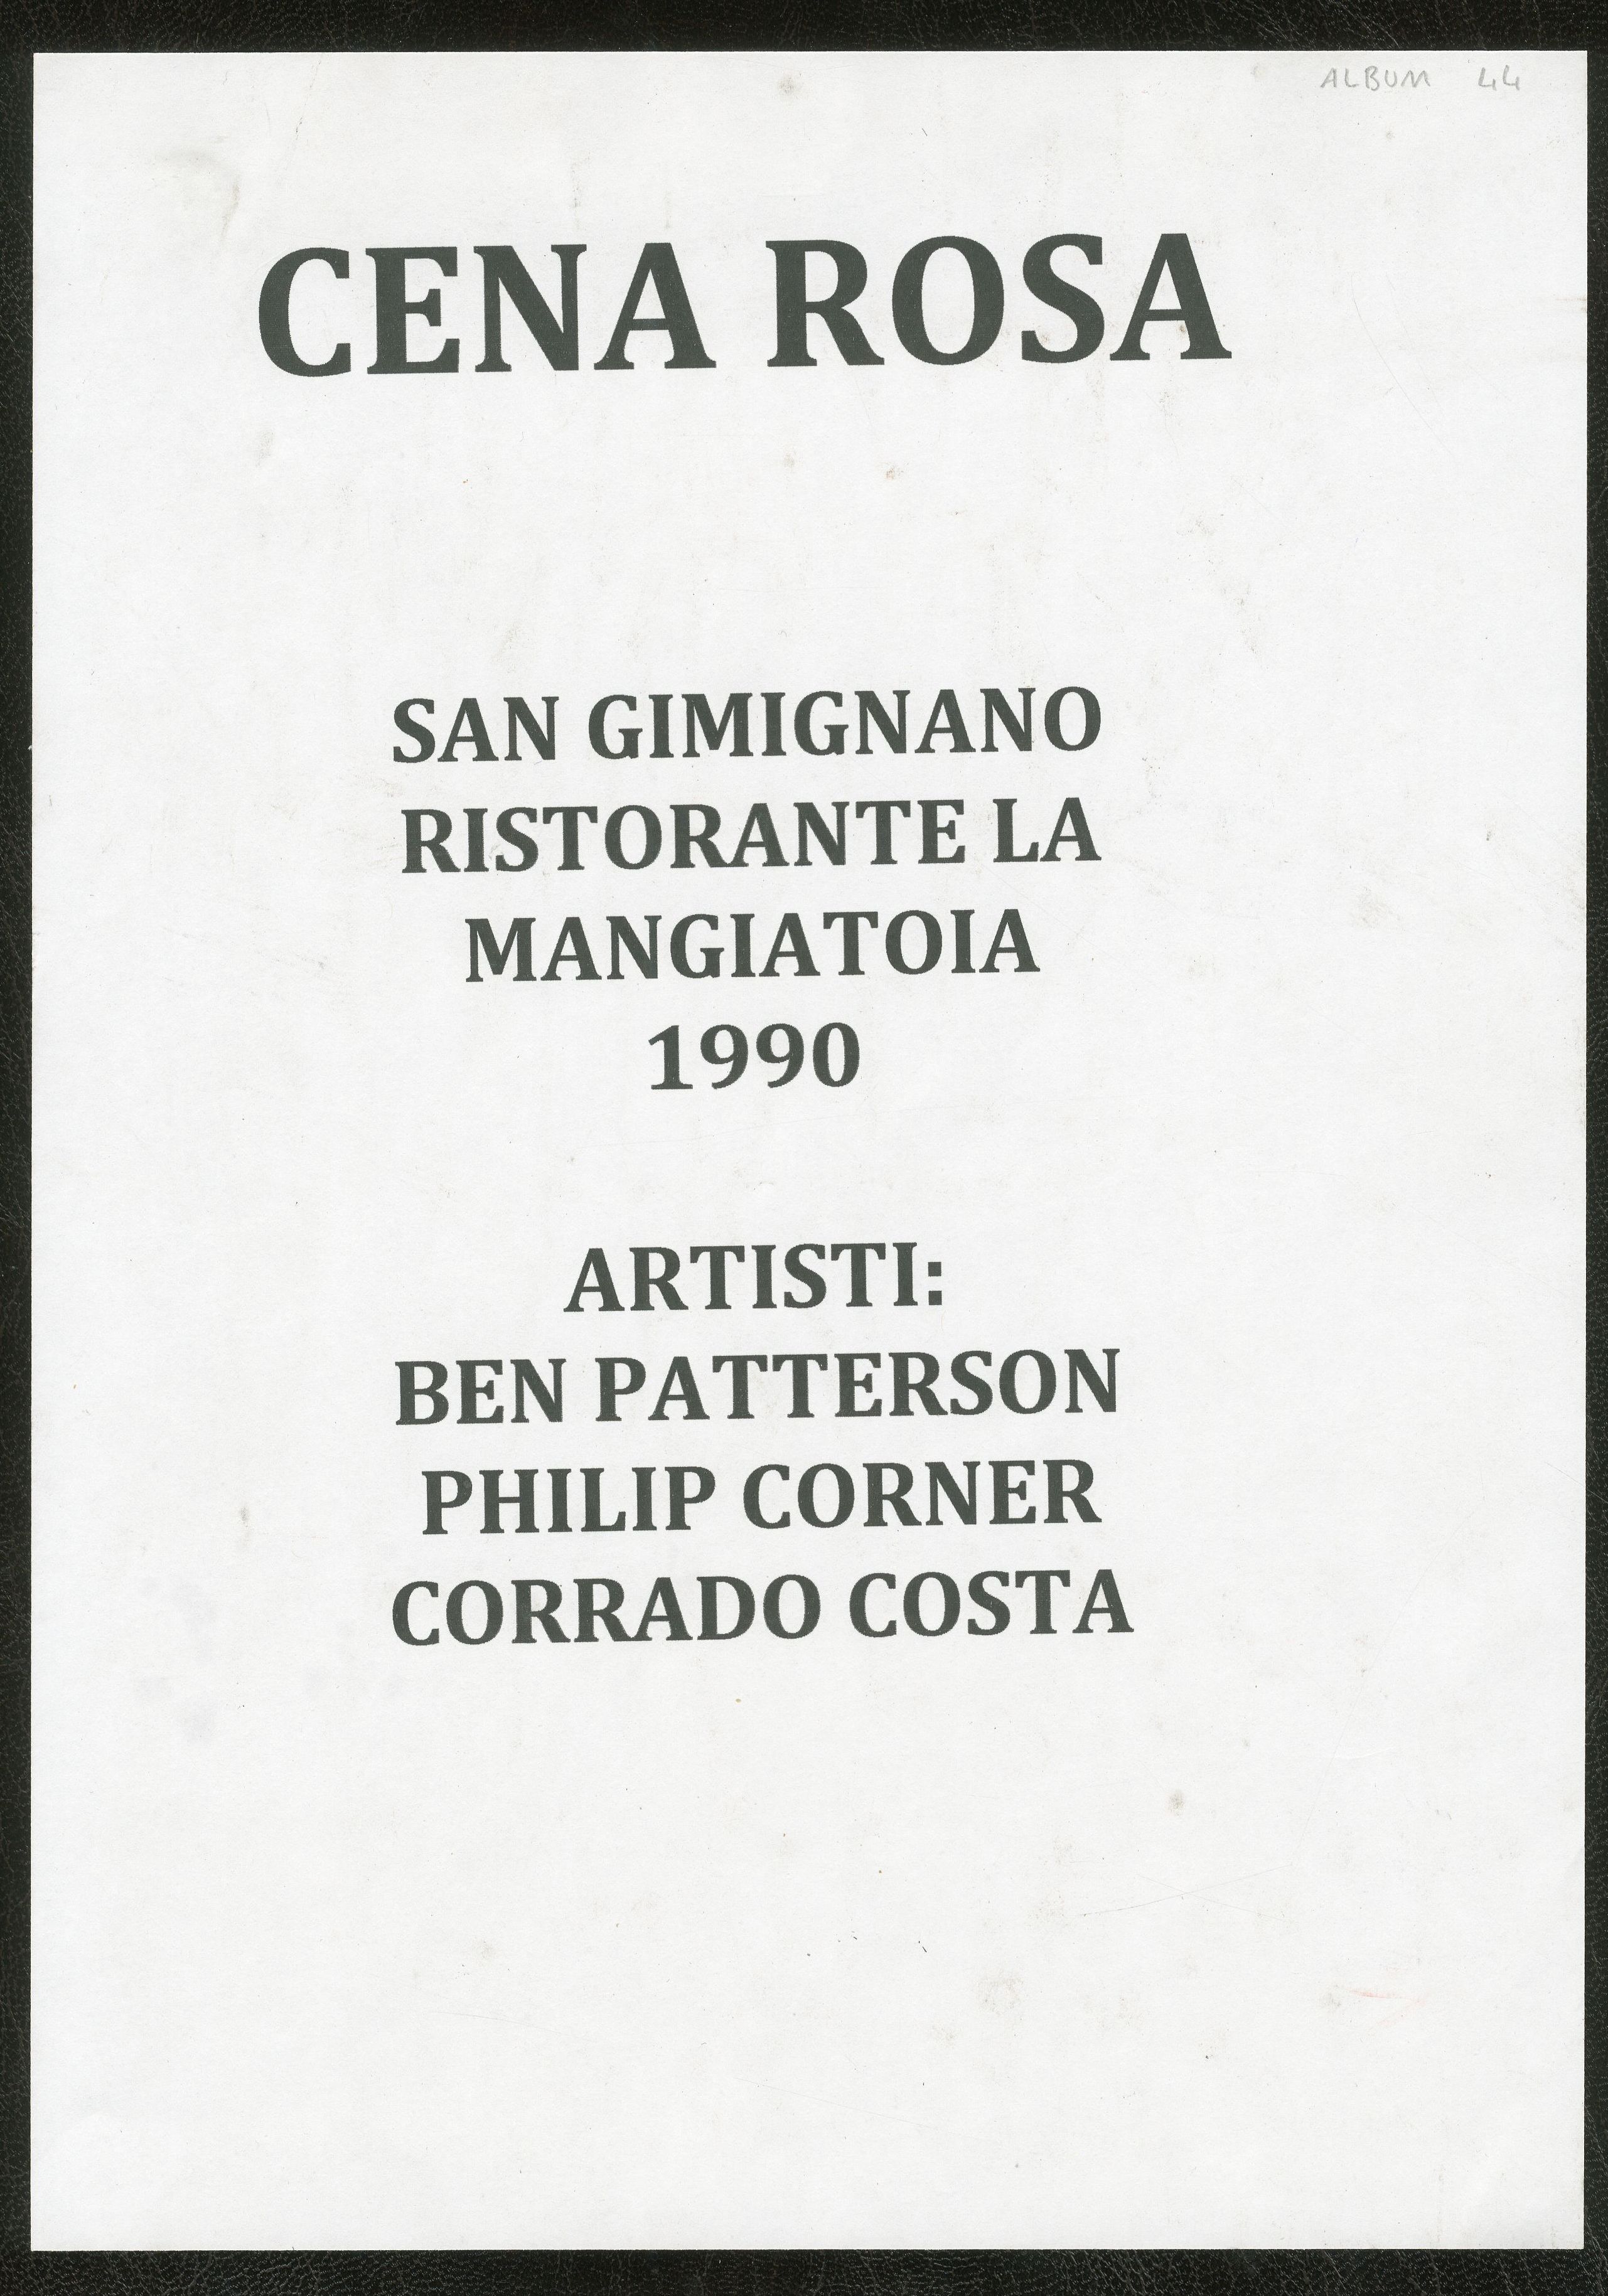 ALBUM 44
CENA ROSA
SAN GIMIGNANO
RISTORANTE LA
MANGIATOIA
1990
ARTISTI:
BEN PATTERSON
PHILIP CORNER
CORRADO COSTA